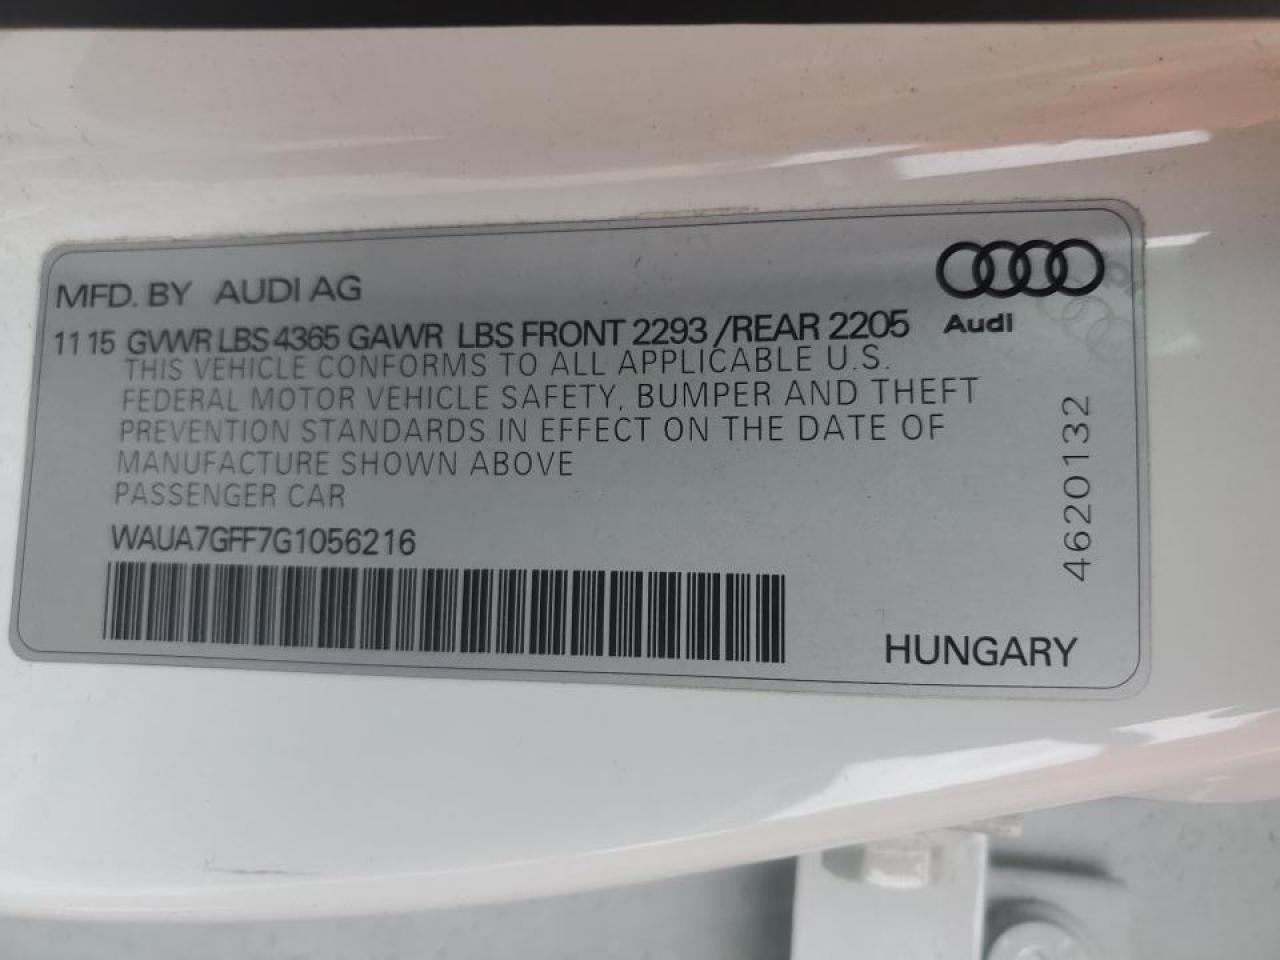 MFD. BY AUDI AG
11 15 GVWR LBS 4365 GAWR LBS FRONT 2293 /REAR 2205
Audi
THIS VEHICLE CONFORMS TO ALL APPLICABLE U.S.
FEDERAL MOTOR VEHICLE SAFETY, BUMPER AND THEFT
PREVENTION STANDARDS IN EFFECT ON THE DATE OF
MANUFACTURE SHOWN ABOVE
PASSENGER CAR
WAUA7GFF7G1056216
HUNGARY
4620132